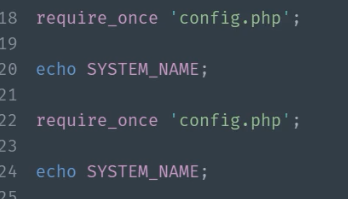 18 require_once 'config.php';
19
20 echo SYSTEM_NAME;
21
22 require_once 'config.php';
23
24 echo SYSTEM_NAME;
25